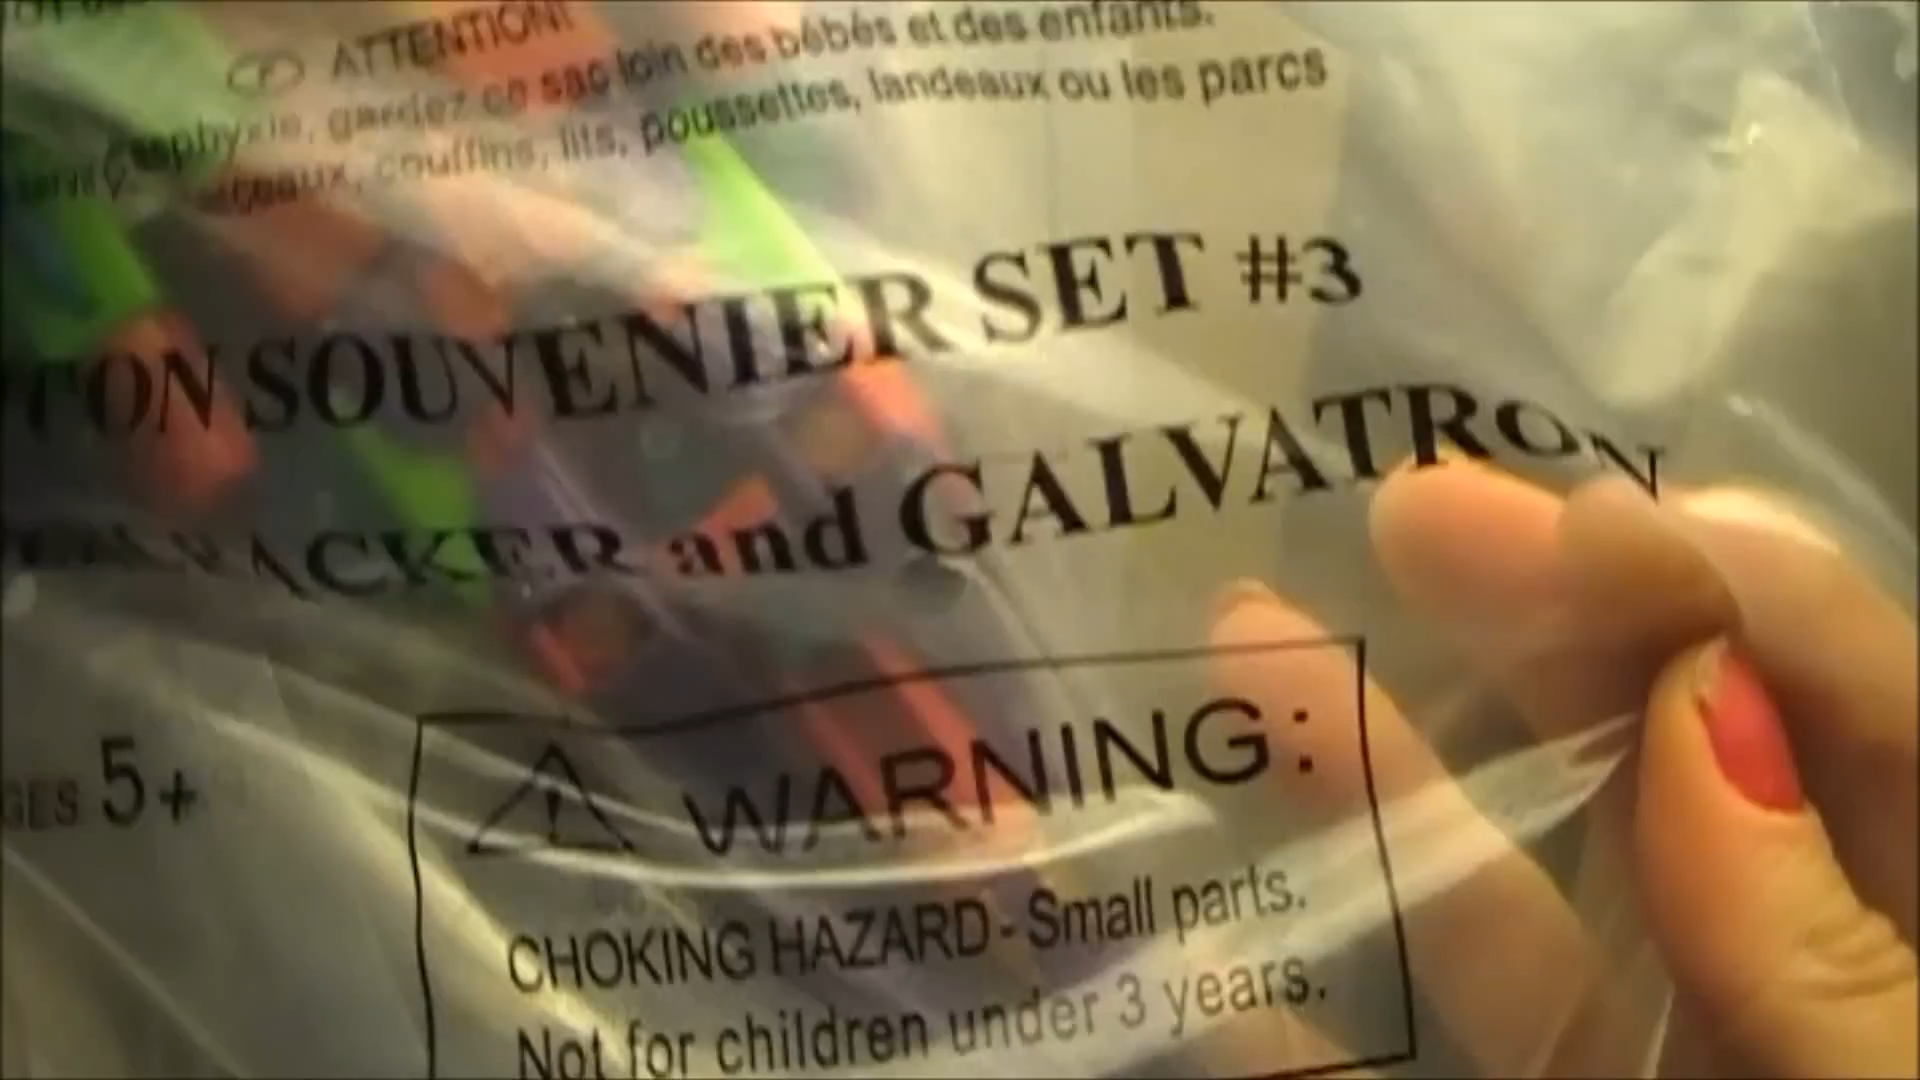 ATTENTION!
gardez ce sac loin des bébés et des enfants.
couffins, lits, poussettes, landeaux ou les parcs
SOUVENIER SET #3
and GALVATRON
5+
WARNING:
CHOKING HAZARD - Small parts.
Not for children under 3 years.